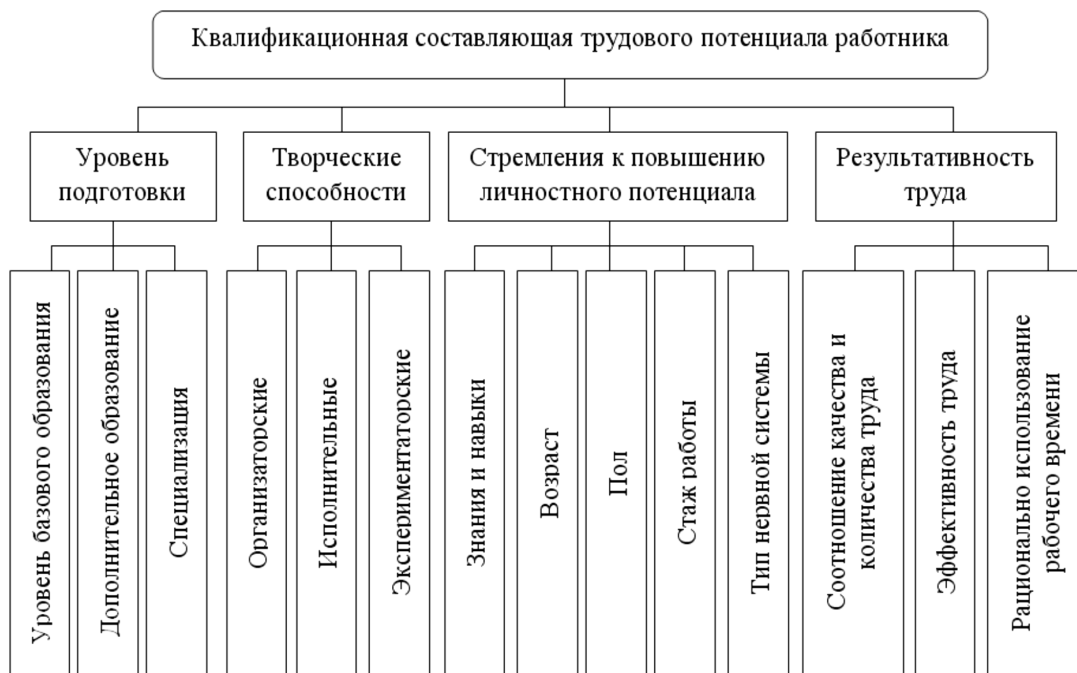 Квалификационная составляющая трудового потенциала работника
Уровень
подготовки
Творческие
способности
Стремления к повышению
личностного потенциала
Результативность
труда
Уровень базового образования
Дополнительное образование
Специализация
Организаторские
Исполнительные
Экспериментаторские
Знания и навыки
Возраст
Пол
Стаж работы
Тип нервной системы
Соотношение качества и
количества труда
Эффективность труда
Рационально использование
рабочего времени